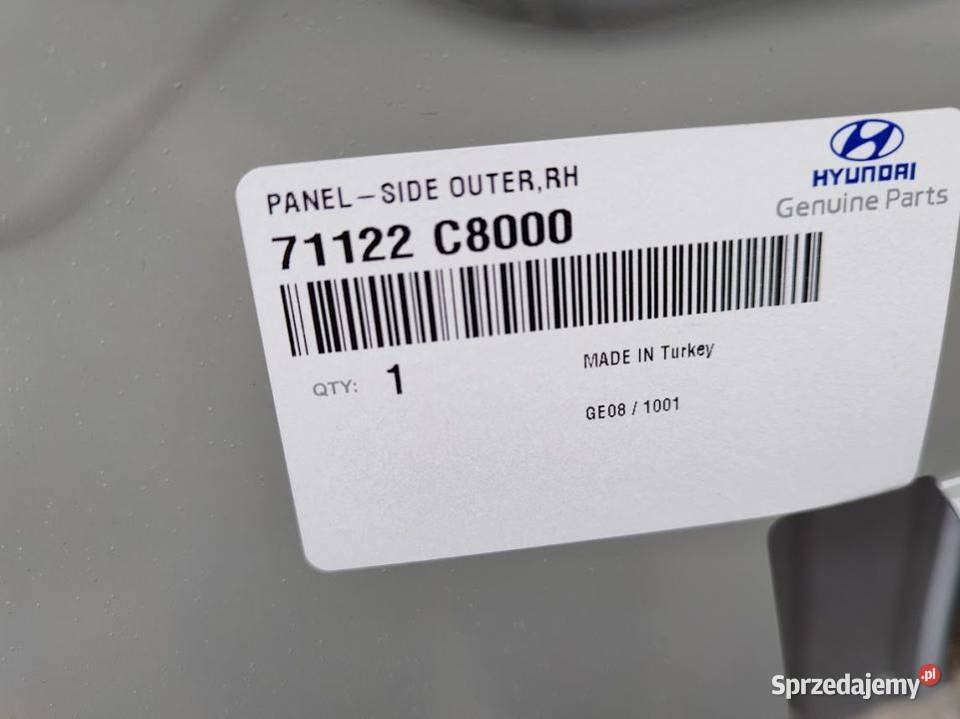 HYUNDAI
Genuine Parts
PANEL-SIDE OUTER,RH
71122 C8000
QTY: 1
MADE IN Turkey
GE08 / 1001
Sprzedajemy.pl